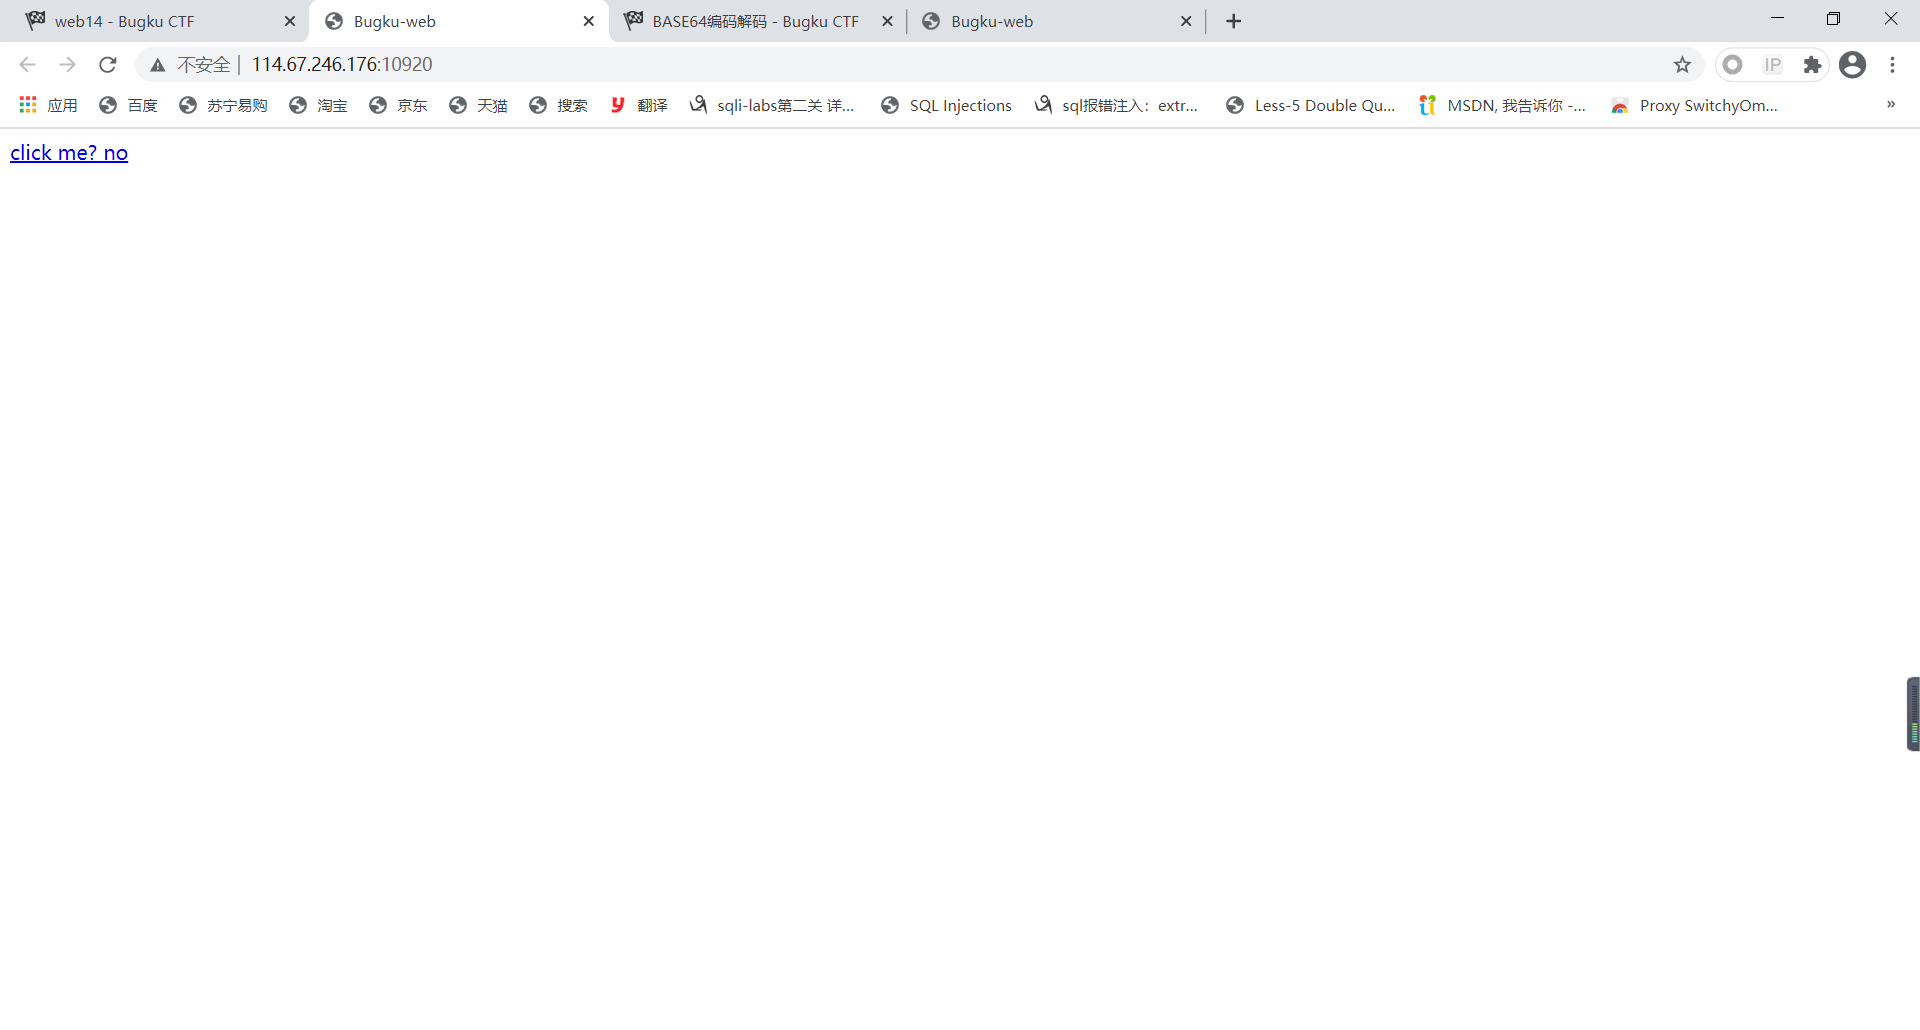 web14 - Bugku CTF
Bugku-web
BASE64编码解码 - Bugku CTF
Bugku-web
不安全 | 114.67.246.176:10920
IP
应用
百度
苏宁易购
淘宝
京东
天猫
搜索
y 翻译
sqli-labs第二关 详...
SQL Injections
sql报错注入：extr...
Less-5 Double Qu...
MSDN, 我告诉你 -...
Proxy SwitchyOm...
»
click me? no